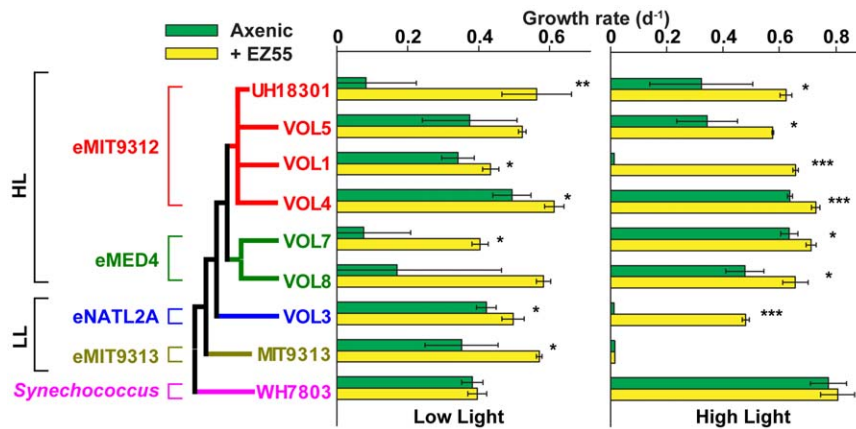 Axenic
+ EZ55
Growth rate (d⁻¹)
0 0.2 0.4 0.6
0 0.2 0.4 0.6 0.8
HL
LL
eMIT9312
eMED4
eNATL2A
eMIT9313
Synechococcus
UH18301 ** *
VOL5 *
VOL1 * ***
VOL4 * ***
VOL7 * *
VOL8 *
VOL3 * ***
MIT9313 *
WH7803
Low Light
High Light